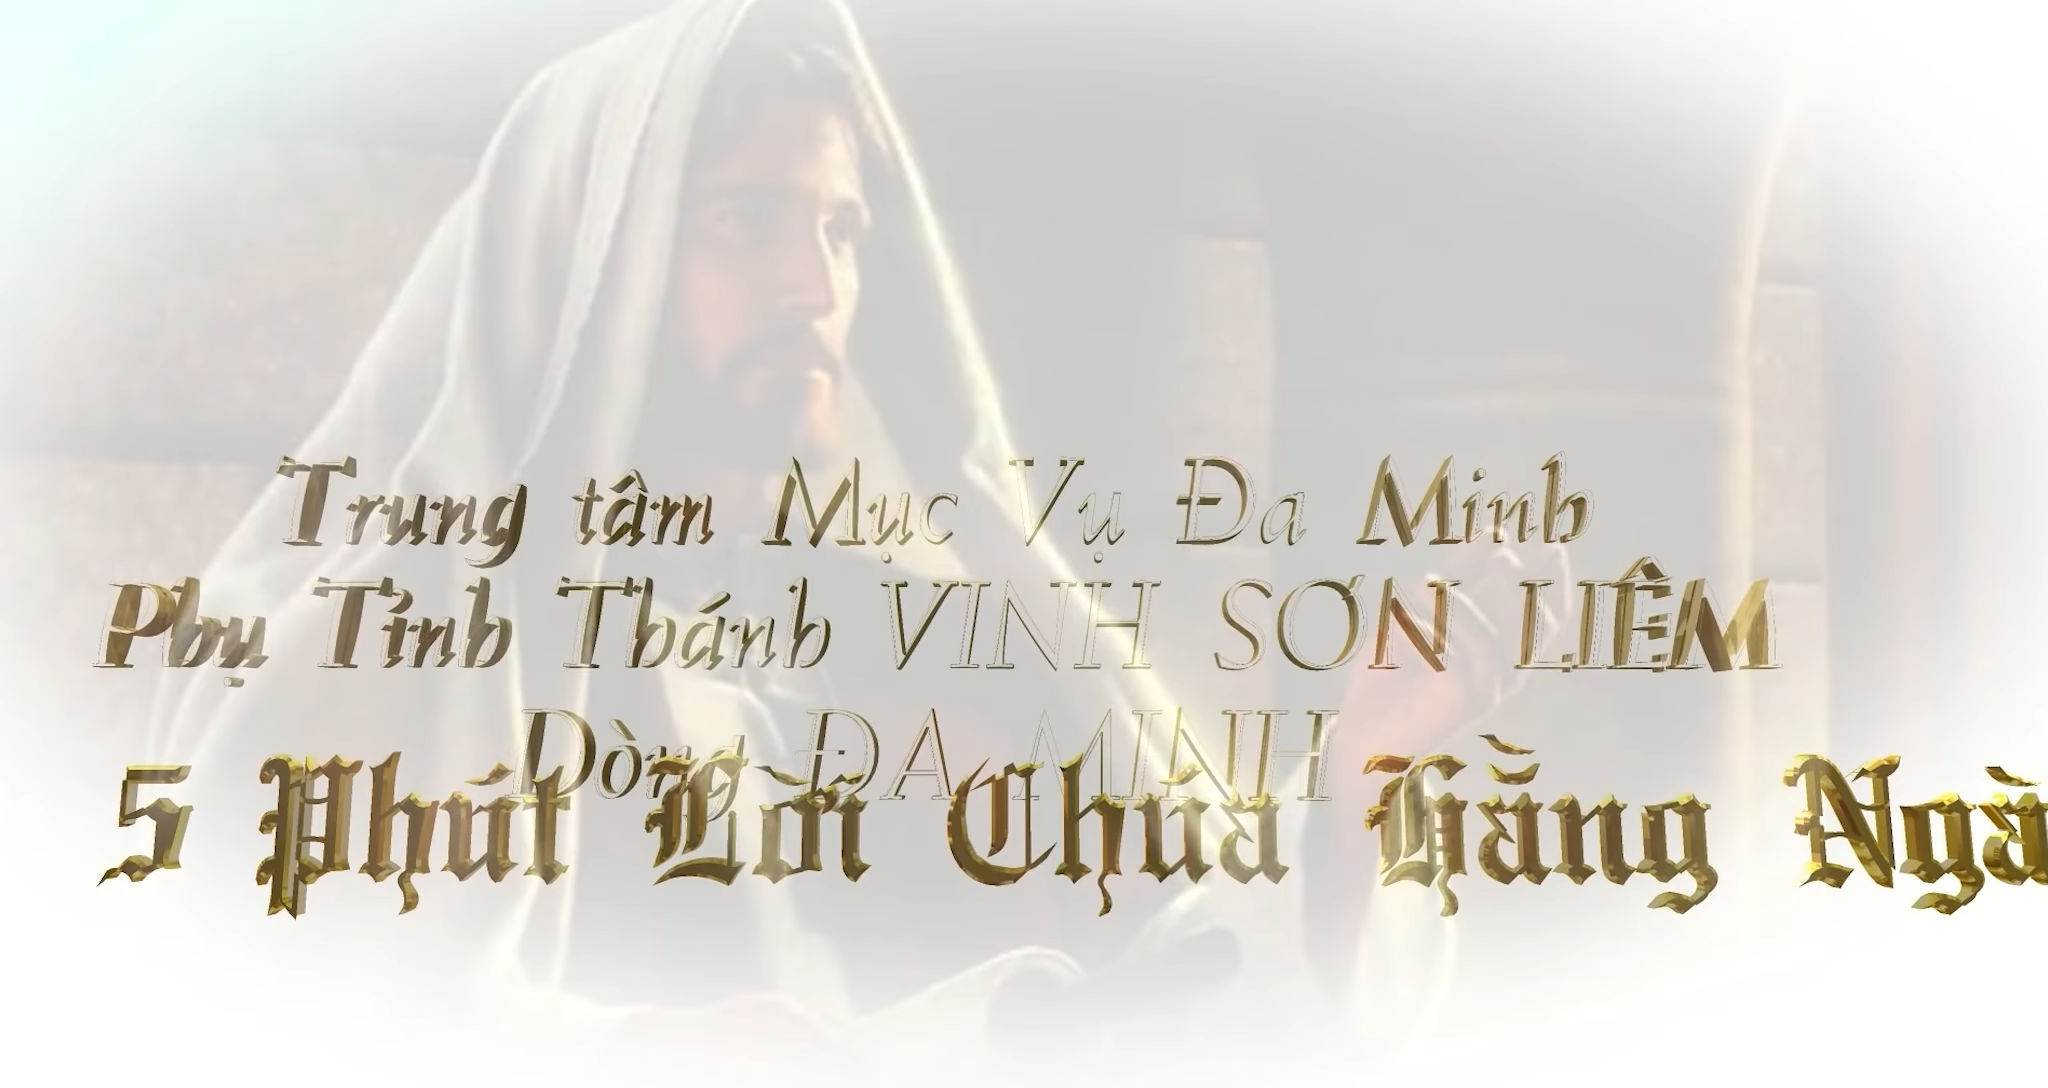 Trung tâm Mục Vụ Đa Minh
Phụ Tỉnh Thánh VINH SƠN LIÊM
Dòng ĐA MINH
5 Phút Lời Chúa Hằng Ngà